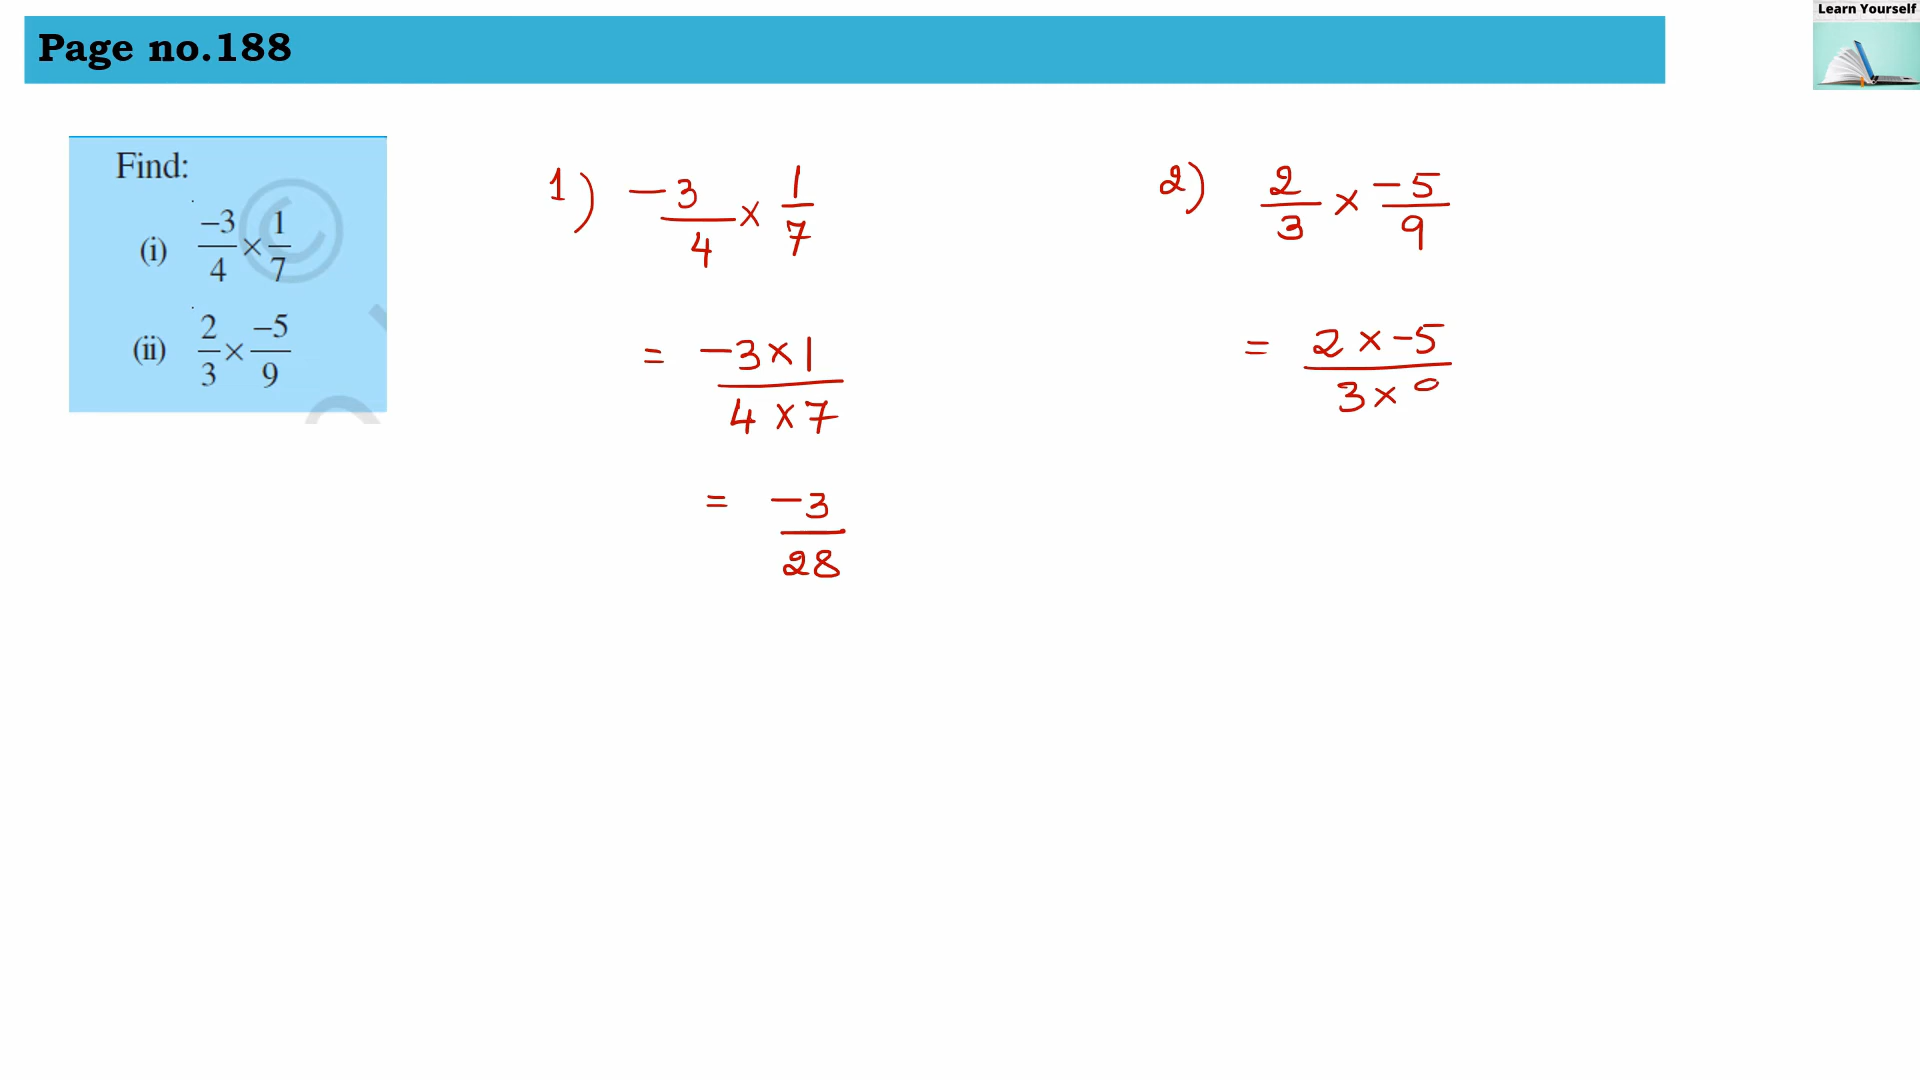 Learn Yourself
Page no.188
Find:
(i) −3/4 × 1/7
(ii) 2/3 × −5/9
1) −3/4 × 1/7
= −3×1 / 4×7
= −3/28
2) 2/3 × −5/9
= 2 × −5 / 3 ×